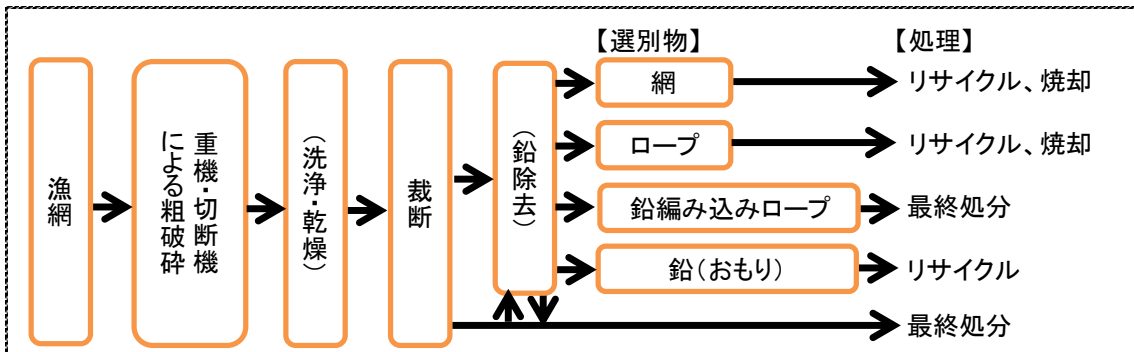 【選別物】
【処理】
漁網
重機・切断機
による粗破砕
(洗浄・乾燥)
裁断
(鉛除去)
網
リサイクル、焼却
ロープ
リサイクル、焼却
鉛編み込みロープ
最終処分
鉛(おもり)
リサイクル
最終処分